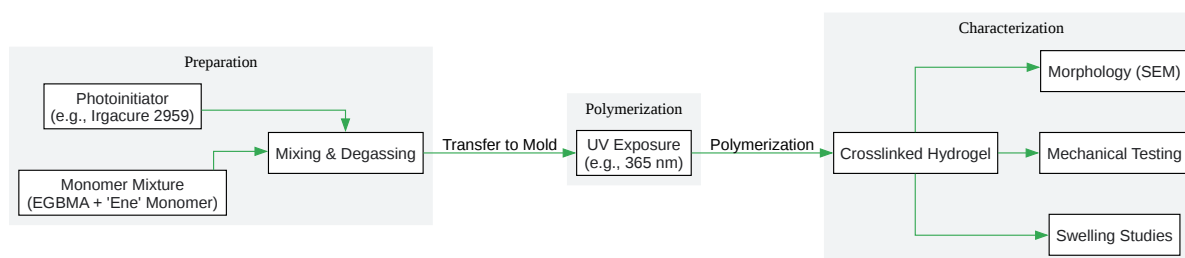 Preparation
Photoinitiator
(e.g., Irgacure 2959)
Mixing & Degassing
Monomer Mixture
(EGBMA + 'Ene' Monomer)
Transfer to Mold
Polymerization
UV Exposure
(e.g., 365 nm)
Polymerization
Characterization
Crosslinked Hydrogel
Morphology (SEM)
Mechanical Testing
Swelling Studies